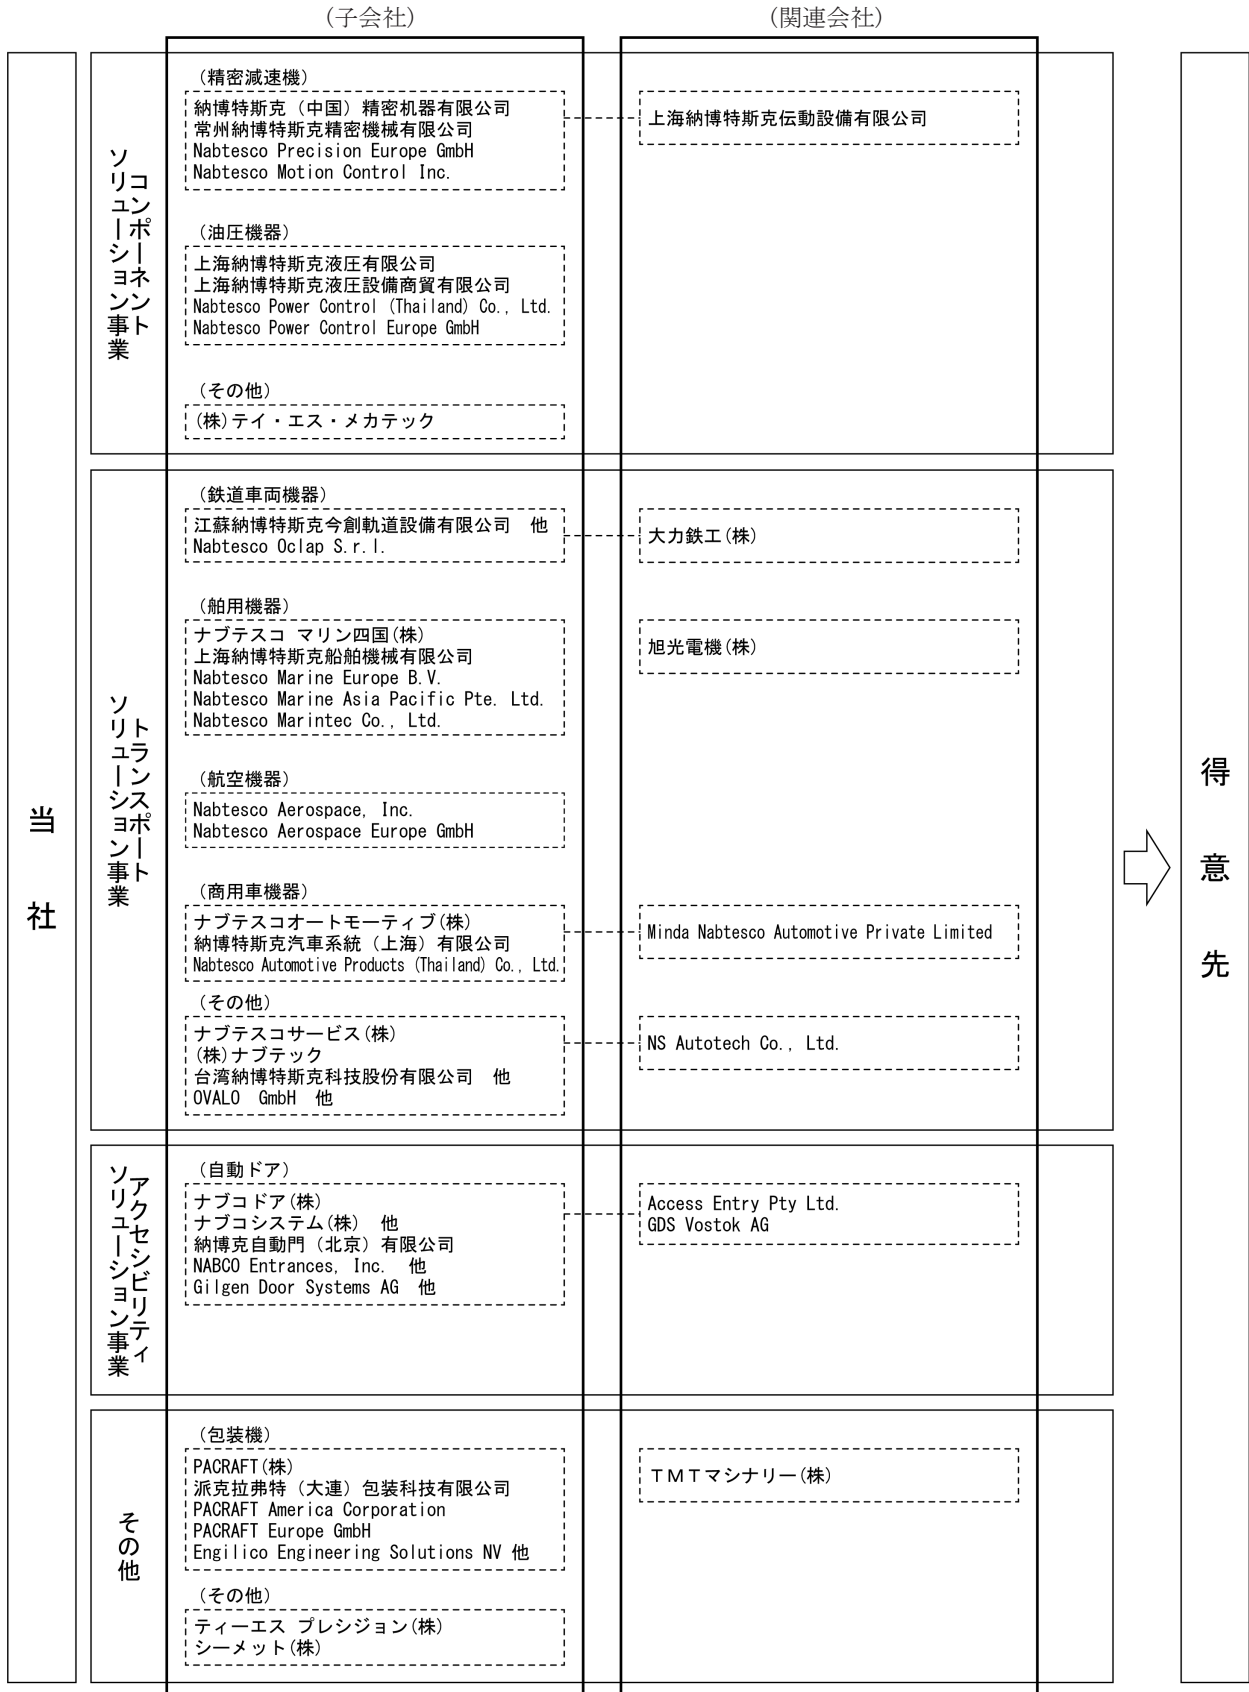 (子会社)
(関連会社)
当社
コンポーネント
ソリューション事業
(精密減速機)
納博特斯克（中国）精密机器有限公司
常州納博特斯克精密機械有限公司
Nabtesco Precision Europe GmbH
Nabtesco Motion Control Inc.
上海納博特斯克伝動設備有限公司
(油圧機器)
上海納博特斯克液圧有限公司
上海納博特斯克液圧設備商貿有限公司
Nabtesco Power Control (Thailand) Co., Ltd.
Nabtesco Power Control Europe GmbH
(その他)
(株)テイ・エス・メカテック
トランスポート
ソリューション事業
(鉄道車両機器)
江蘇納博特斯克今創軌道設備有限公司　他
Nabtesco Oclap S.r.l.
大力鉄工(株)
(舶用機器)
ナブテスコ マリン四国(株)
上海納博特斯克船舶機械有限公司
Nabtesco Marine Europe B.V.
Nabtesco Marine Asia Pacific Pte. Ltd.
Nabtesco Marintec Co., Ltd.
旭光電機(株)
(航空機器)
Nabtesco Aerospace, Inc.
Nabtesco Aerospace Europe GmbH
(商用車機器)
ナブテスコオートモーティブ(株)
納博特斯克汽車系統（上海）有限公司
Nabtesco Automotive Products (Thailand) Co., Ltd.
Minda Nabtesco Automotive Private Limited
(その他)
ナブテスコサービス(株)
(株)ナブテック
台湾納博特斯克科技股份有限公司　他
OVALO　GmbH　他
NS Autotech Co., Ltd.
アクセシビリティ
ソリューション事業
(自動ドア)
ナブコドア(株)
ナブコシステム(株)　他
納博克自動門（北京）有限公司
NABCO Entrances, Inc.　他
Gilgen Door Systems AG　他
Access Entry Pty Ltd.
GDS Vostok AG
その他
(包装機)
PACRAFT(株)
派克拉弗特（大連）包装科技有限公司
PACRAFT America Corporation
PACRAFT Europe GmbH
Engilico Engineering Solutions NV 他
ＴＭＴマシナリー(株)
(その他)
ティーエス プレシジョン(株)
シーメット(株)
得意先